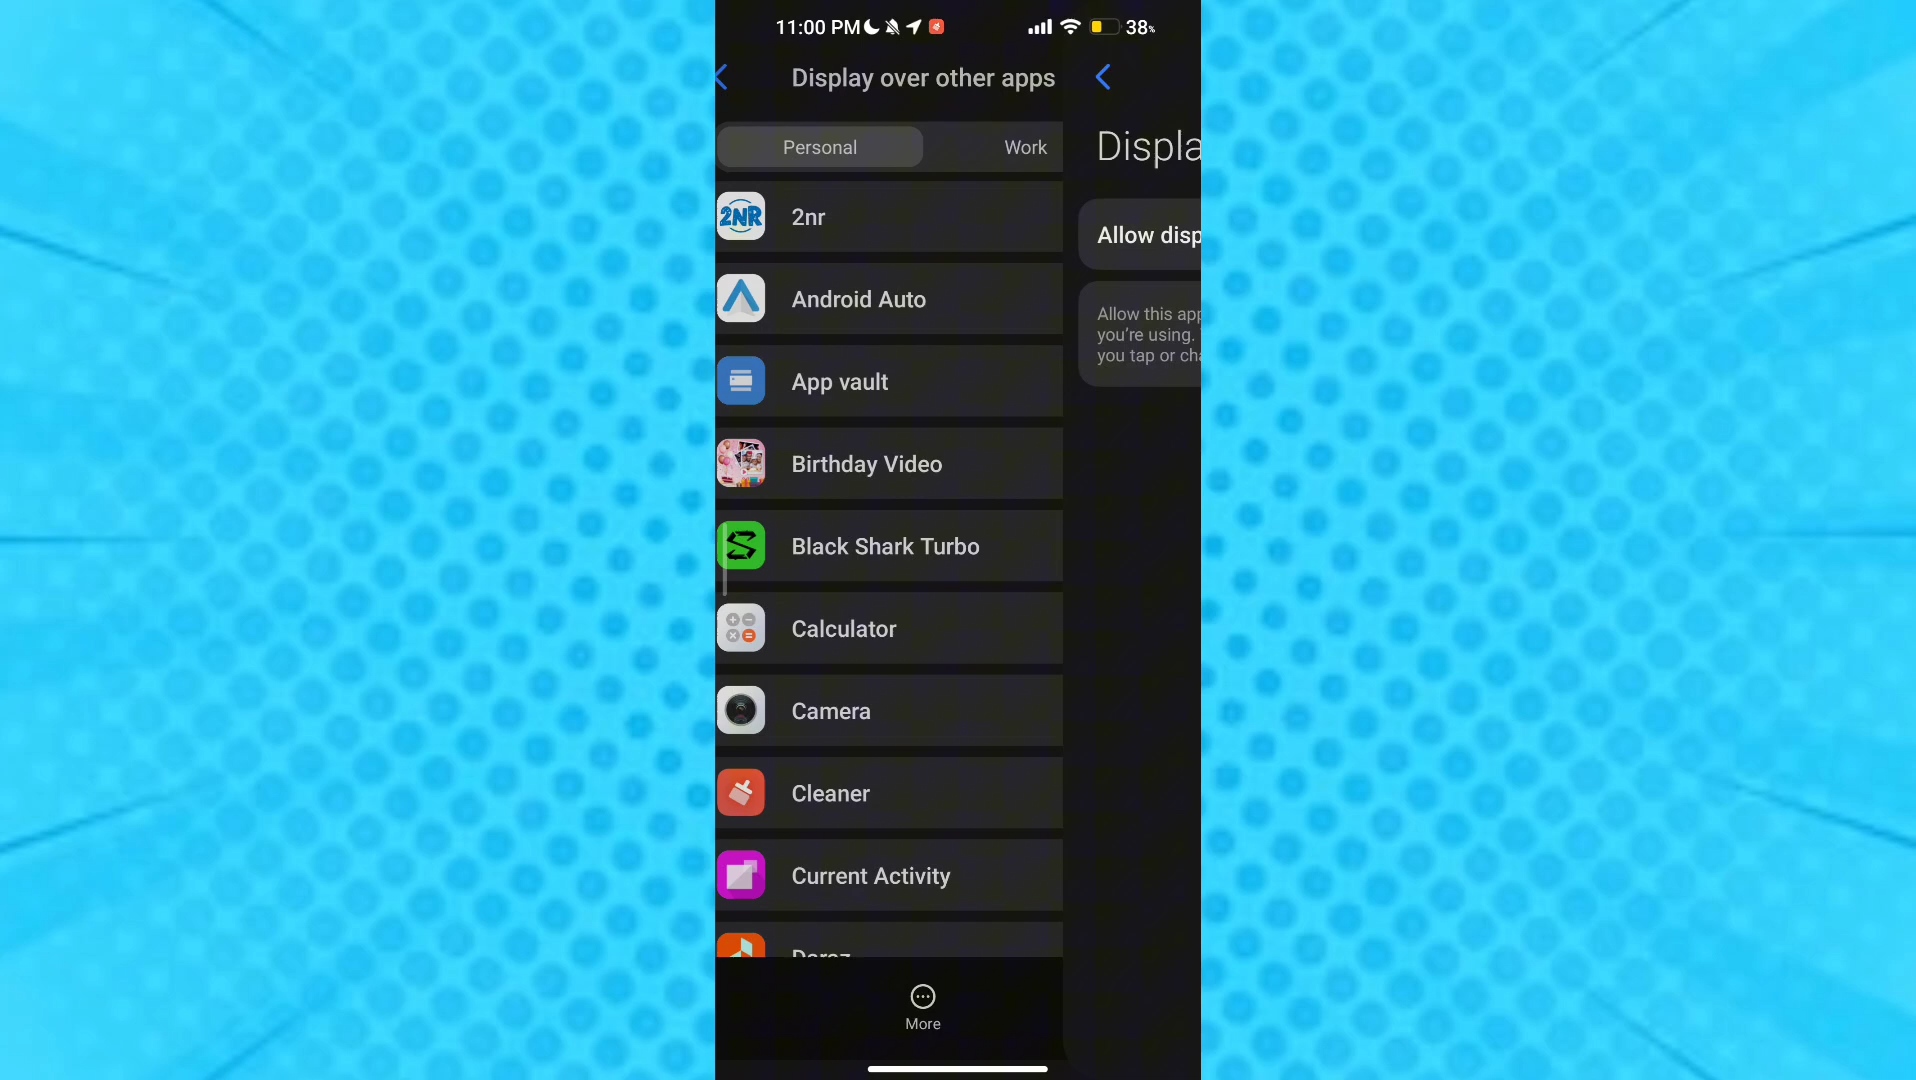 11:00 PM
38%
Display over other apps
Personal
Work
2NR
2nr
Android Auto
App vault
Birthday Video
Black Shark Turbo
Calculator
Camera
Cleaner
Current Activity
Daraz
More
Displa
Allow disp
Allow this app
you're using.
you tap or cha